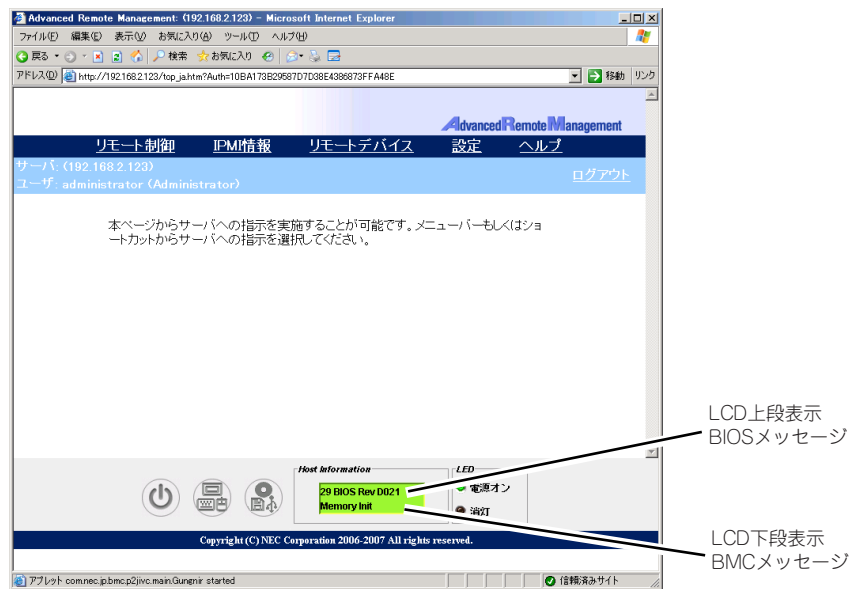 Advanced Remote Management: (192.168.2.123) - Microsoft Internet Explorer
ファイル(F) 編集(E) 表示(V) お気に入り(A) ツール(T) ヘルプ(H)
戻る 検索 お気に入り
アドレス(D) http://192.168.2.123/top_ja.htm?Auth=10BA173B29587D7D38E4386873FFA48E 移動 リンク
Advanced Remote Management
リモート制御 IPMI情報 リモートデバイス 設定 ヘルプ
サーバ: (192.168.2.123)
ユーザ: administrator (Administrator)
ログアウト
本ページからサーバへの指示を実施することが可能です。メニューバーもしくはショ
ートカットからサーバへの指示を選択してください。
LCD上段表示
BIOSメッセージ
Host Information
29 BIOS Rev D021
Memory Init
LED
電源オン
消灯
LCD下段表示
BMCメッセージ
Copyright (C) NEC Corporation 2006-2007 All rights reserved.
アプレット com.nec.jp.bmc.p2jivc.main.Gungnir started
信頼済みサイト